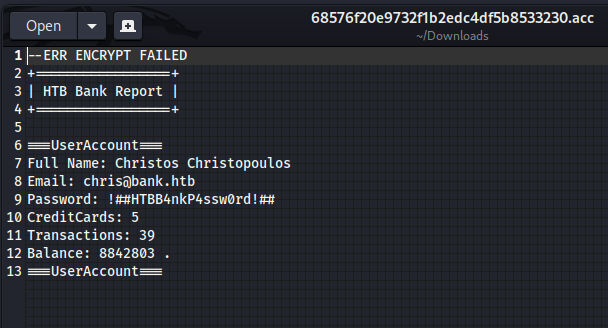 Open
68576f20e9732f1b2edc4df5b8533230.acc
~/Downloads
1 --ERR ENCRYPT FAILED
2 +=================+
3 | HTB Bank Report |
4 +=================+
5
6 ===UserAccount===
7 Full Name: Christos Christopoulos
8 Email: chris@bank.htb
9 Password: !##HTBB4nkP4ssw0rd!##
10 CreditCards: 5
11 Transactions: 39
12 Balance: 8842803 .
13 ===UserAccount===